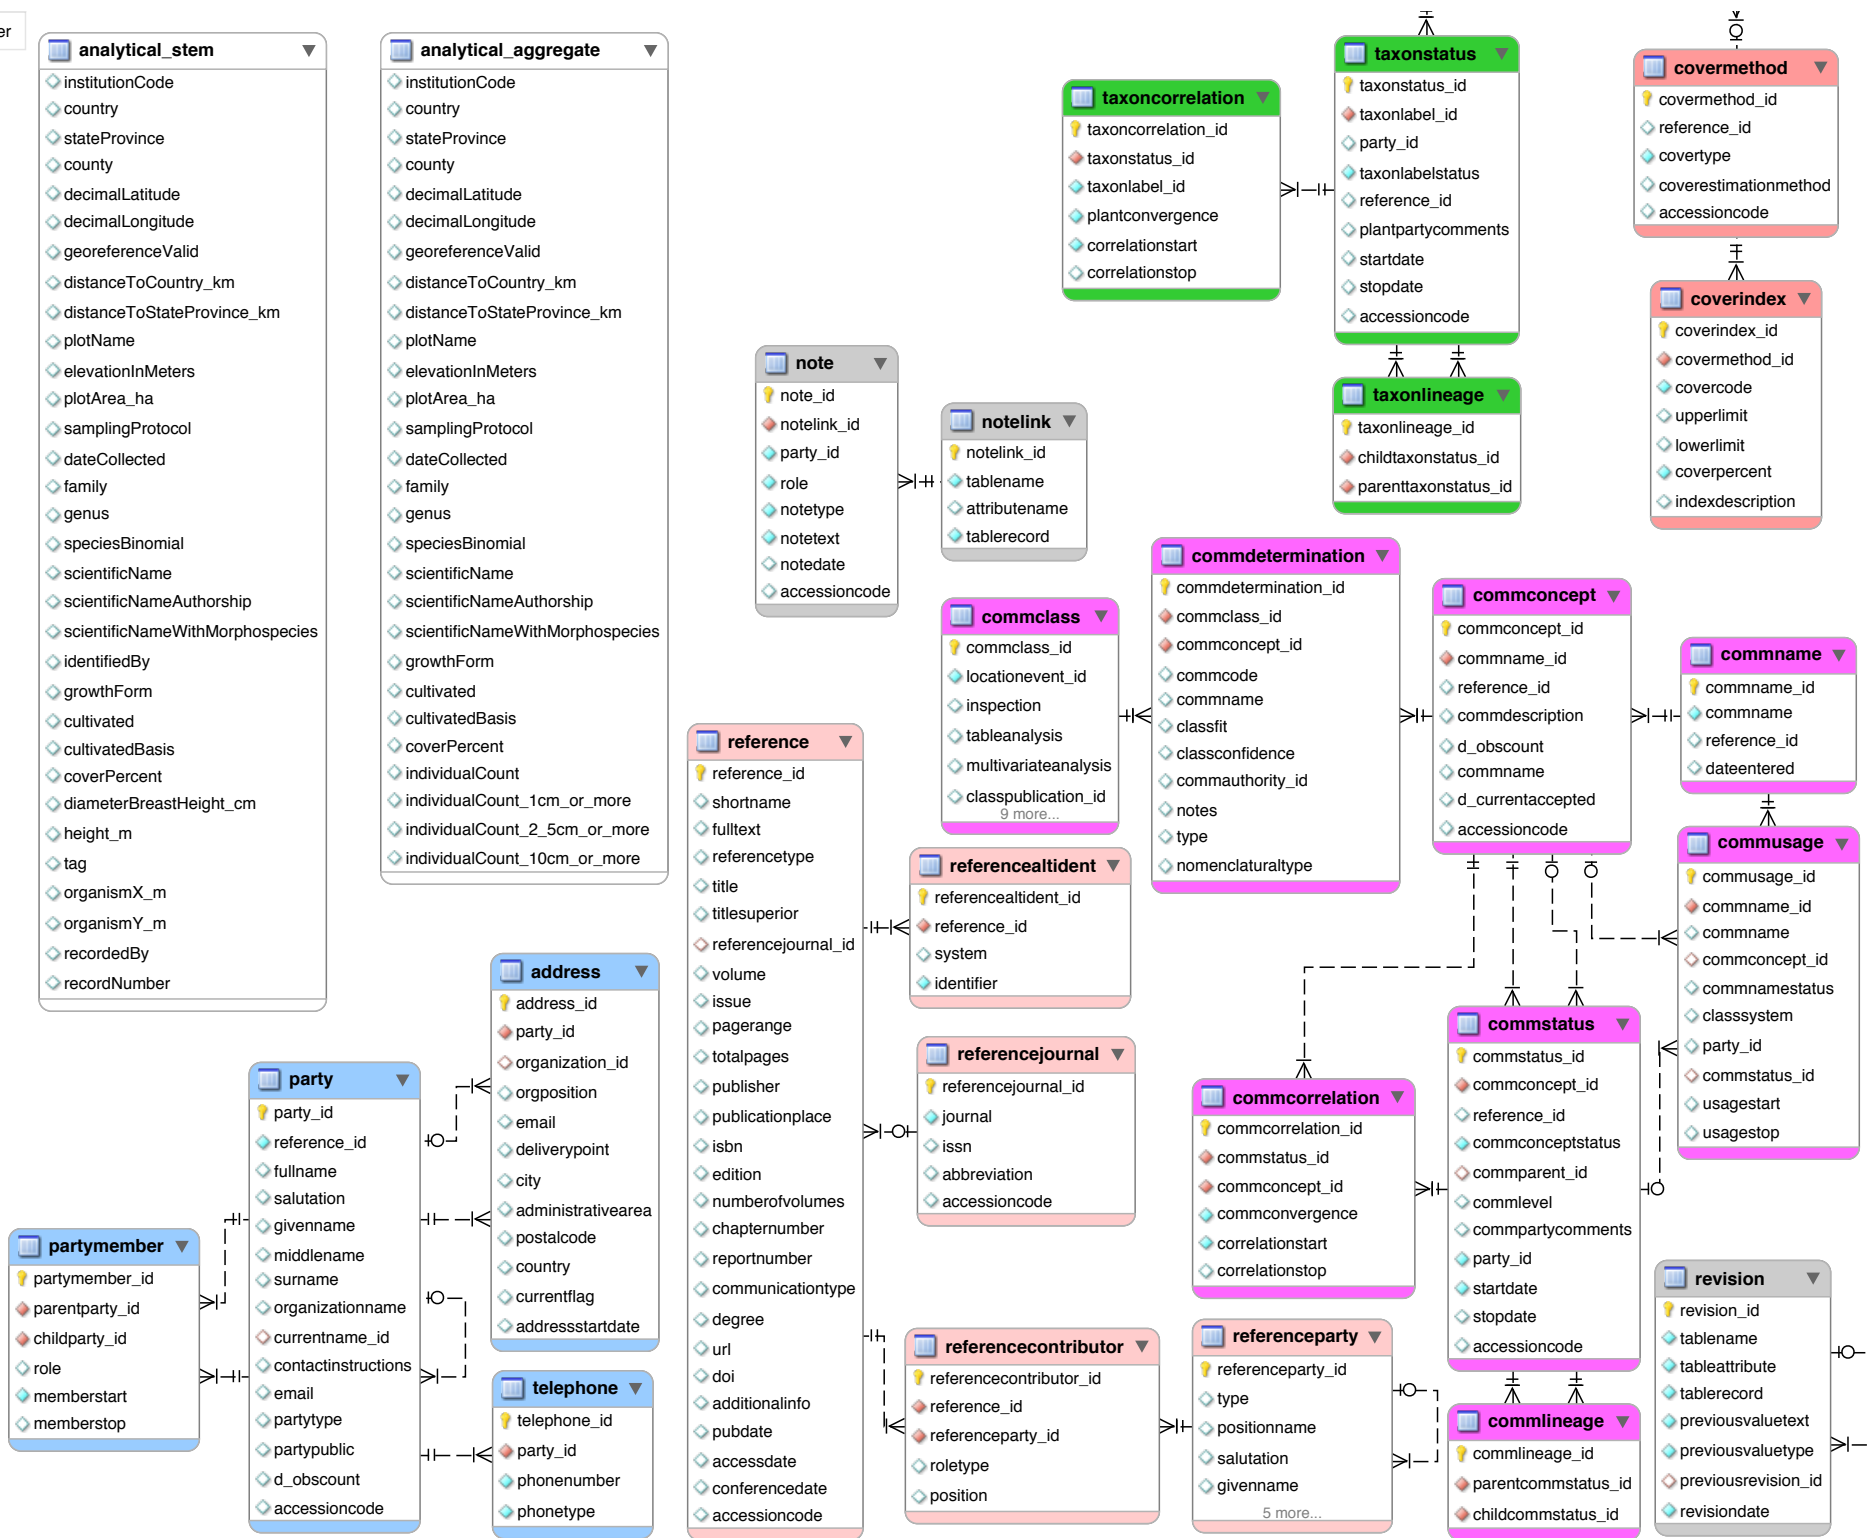 er
analytical_stem
institutionCode
country
stateProvince
county
decimalLatitude
decimalLongitude
georeferenceValid
distanceToCountry_km
distanceToStateProvince_km
plotName
elevationInMeters
plotArea_ha
samplingProtocol
dateCollected
family
genus
speciesBinomial
scientificName
scientificNameAuthorship
scientificNameWithMorphospecies
identifiedBy
growthForm
cultivated
cultivatedBasis
coverPercent
diameterBreastHeight_cm
height_m
tag
organismX_m
organismY_m
recordedBy
recordNumber
analytical_aggregate
institutionCode
country
stateProvince
county
decimalLatitude
decimalLongitude
georeferenceValid
distanceToCountry_km
distanceToStateProvince_km
plotName
elevationInMeters
plotArea_ha
samplingProtocol
dateCollected
family
genus
speciesBinomial
scientificName
scientificNameAuthorship
scientificNameWithMorphospecies
growthForm
cultivated
cultivatedBasis
coverPercent
individualCount
individualCount_1cm_or_more
individualCount_2_5cm_or_more
individualCount_10cm_or_more
taxoncorrelation
taxoncorrelation_id
taxonstatus_id
taxonlabel_id
plantconvergence
correlationstart
correlationstop
taxonstatus
taxonstatus_id
taxonlabel_id
party_id
taxonlabelstatus
reference_id
plantpartycomments
startdate
stopdate
accessioncode
taxonlineage
taxonlineage_id
childtaxonstatus_id
parenttaxonstatus_id
covermethod
covermethod_id
reference_id
covertype
coverestimationmethod
accessioncode
coverindex
coverindex_id
covermethod_id
covercode
upperlimit
lowerlimit
coverpercent
indexdescription
note
note_id
notelink_id
party_id
role
notetype
notetext
notedate
accessioncode
notelink
notelink_id
tablename
attributename
tablerecord
commclass
commclass_id
locationevent_id
inspection
tableanalysis
multivariateanalysis
classpublication_id
9 more...
commdetermination
commdetermination_id
commclass_id
commconcept_id
commcode
commname
classfit
classconfidence
commauthority_id
notes
type
nomenclaturaltype
commconcept
commconcept_id
commname_id
reference_id
commdescription
d_obscount
commname
d_currentaccepted
accessioncode
commname
commname_id
commname
reference_id
dateentered
commusage
commusage_id
commname_id
commname
commconcept_id
commnamestatus
classsystem
party_id
commstatus_id
usagestart
usagestop
reference
reference_id
shortname
fulltext
referencetype
title
titlesuperior
referencejournal_id
volume
issue
pagerange
totalpages
publisher
publicationplace
isbn
edition
numberofvolumes
chapternumber
reportnumber
communicationtype
degree
url
doi
additionalinfo
pubdate
accessdate
conferencedate
accessioncode
referencealtident
referencealtident_id
reference_id
system
identifier
referencejournal
referencejournal_id
journal
issn
abbreviation
accessioncode
commcorrelation
commcorrelation_id
commstatus_id
commconcept_id
commconvergence
correlationstart
correlationstop
commstatus
commstatus_id
commconcept_id
reference_id
commconceptstatus
commparent_id
commlevel
commpartycomments
party_id
startdate
stopdate
accessioncode
address
address_id
party_id
organization_id
orgposition
email
deliverypoint
city
administrativearea
postalcode
country
currentflag
addressstartdate
party
party_id
reference_id
fullname
salutation
givenname
middlename
surname
organizationname
currentname_id
contactinstructions
email
partytype
partypublic
d_obscount
accessioncode
partymember
partymember_id
parentparty_id
childparty_id
role
memberstart
memberstop
telephone
telephone_id
party_id
phonenumber
phonetype
referencecontributor
referencecontributor_id
reference_id
referenceparty_id
roletype
position
referenceparty
referenceparty_id
type
positionname
salutation
givenname
5 more...
commlineage
commlineage_id
parentcommstatus_id
childcommstatus_id
revision
revision_id
tablename
tableattribute
tablerecord
previousvaluetext
previousvaluetype
previousrevision_id
revisiondate